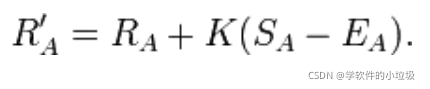 R'_A = R_A + K(S_A − E_A).
CSDN @学软件的小垃圾